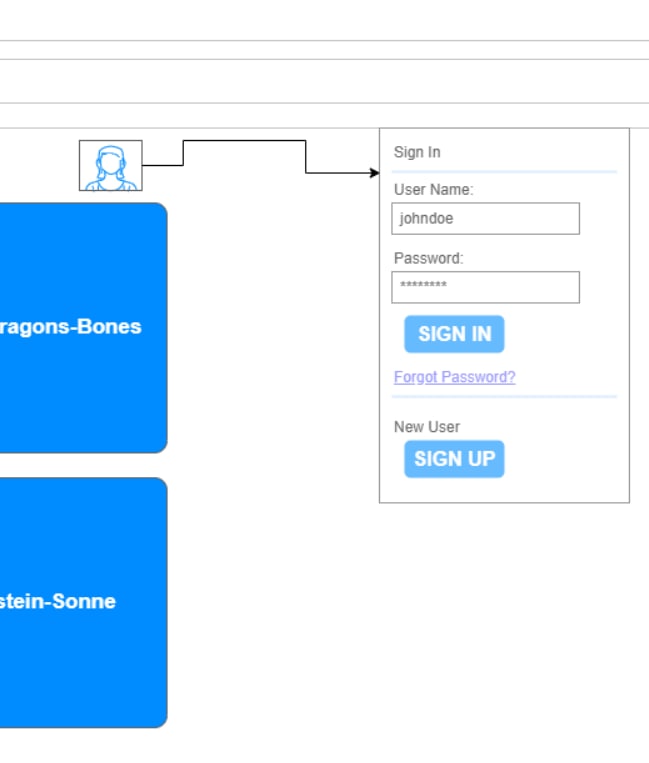 Sign In
User Name:
johndoe
Password:
********
SIGN IN
Forgot Password?
New User
SIGN UP
ragons-Bones
stein-Sonne